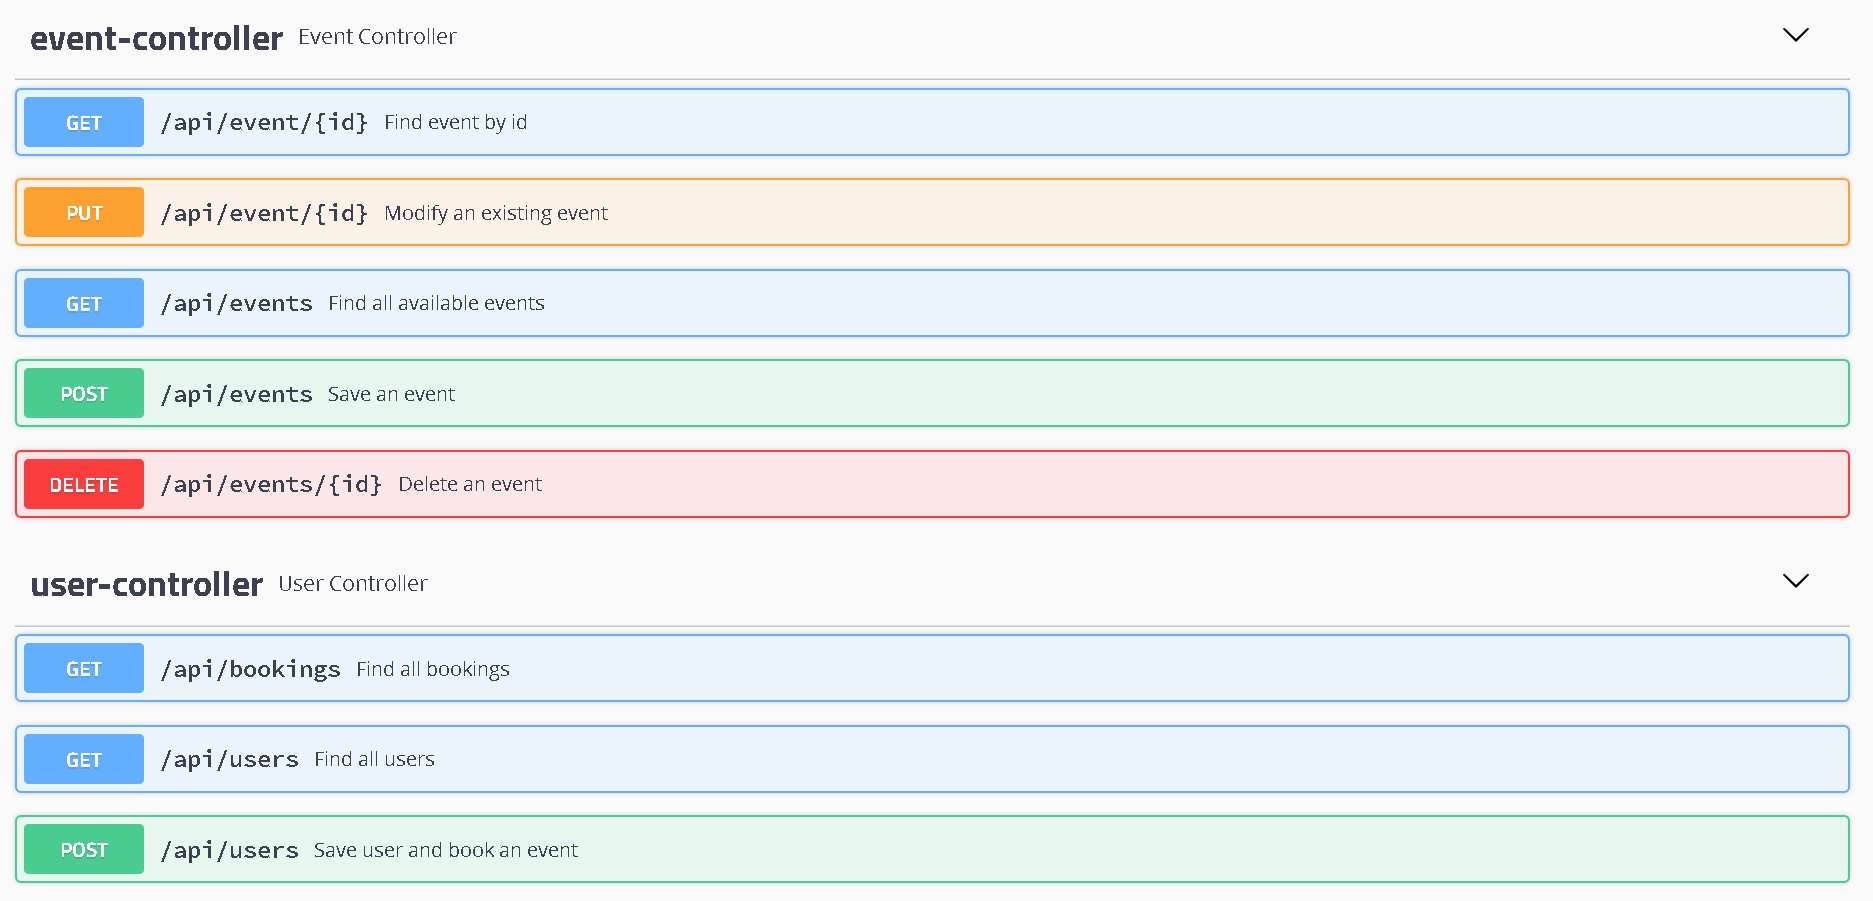 event-controller Event Controller
GET /api/event/{id} Find event by id
PUT /api/event/{id} Modify an existing event
GET /api/events Find all available events
POST /api/events Save an event
DELETE /api/events/{id} Delete an event
user-controller User Controller
GET /api/bookings Find all bookings
GET /api/users Find all users
POST /api/users Save user and book an event